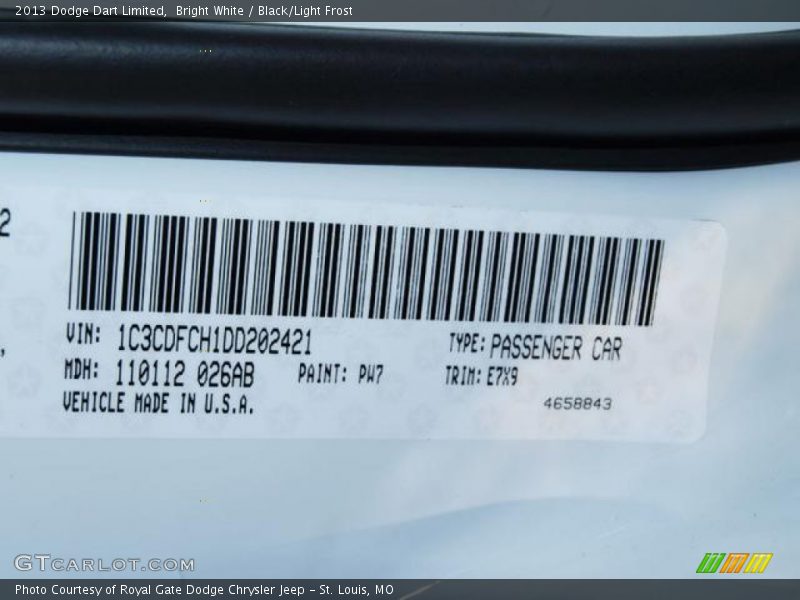 2013 Dodge Dart Limited, Bright White / Black/Light Frost
2
VIN: 1C3CDFCH1DD202421
TYPE: PASSENGER CAR
MDH: 110112 026AB
PAINT: PW7
TRIM: E7X9
VEHICLE MADE IN U.S.A.
4658843
GTCARLOT.COM
Photo Courtesy of Royal Gate Dodge Chrysler Jeep - St. Louis, MO